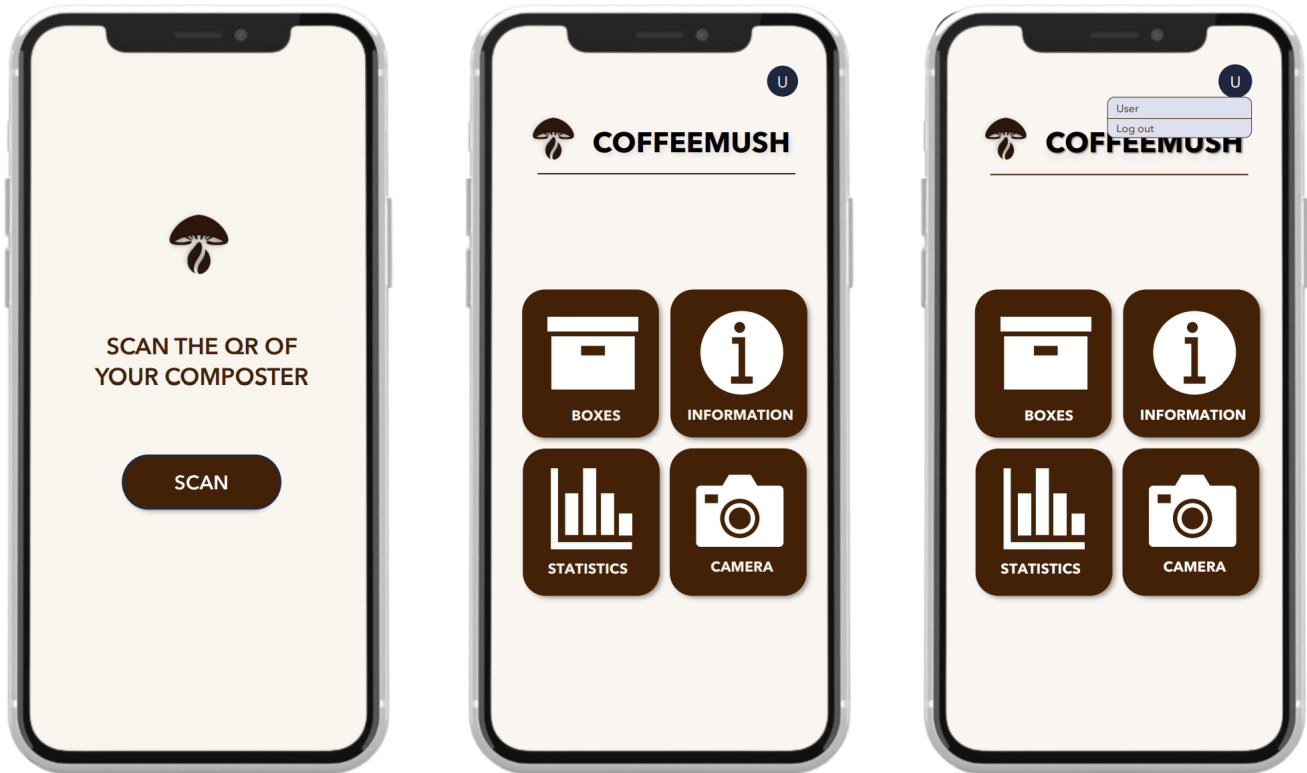 SCAN THE QR OF
YOUR COMPOSTER
SCAN
U
COFFEEMUSH
BOXES
INFORMATION
STATISTICS
CAMERA
U
User
Log out
COFFEEMUSH
BOXES
INFORMATION
STATISTICS
CAMERA